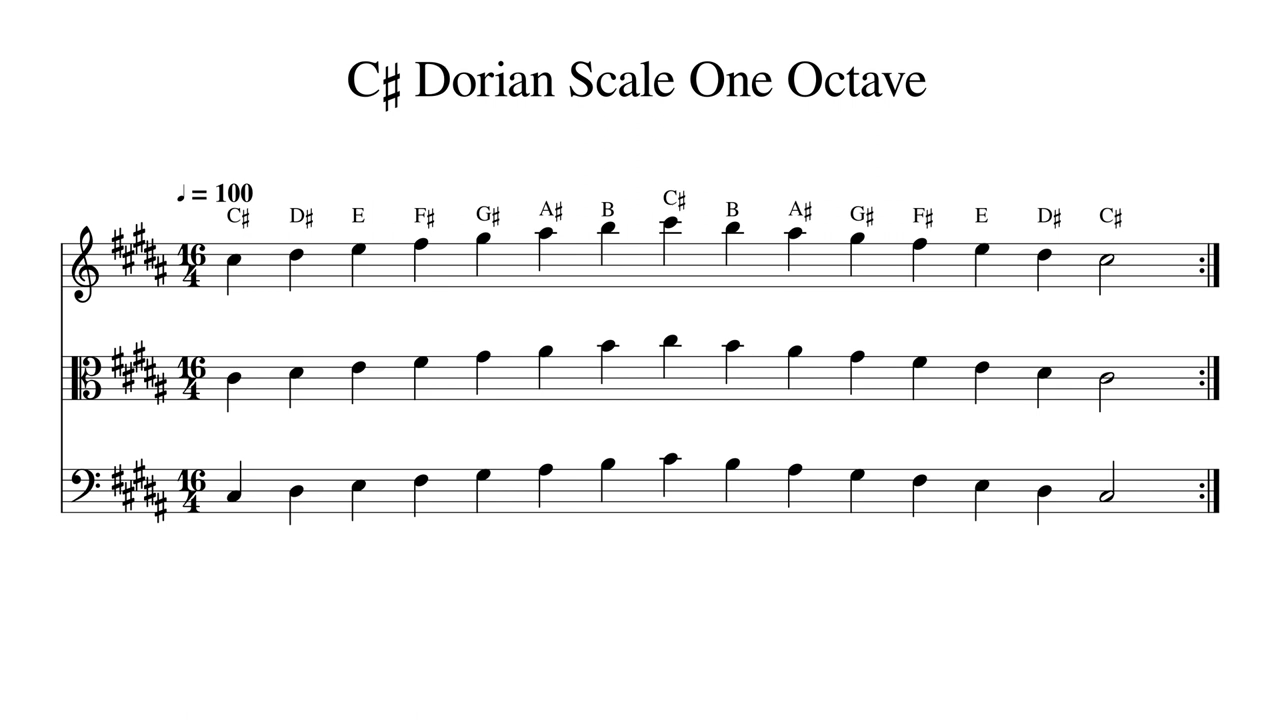 C♯ Dorian Scale One Octave
♩ = 100
C♯ D♯ E F♯ G♯ A♯ B C♯ B A♯ G♯ F♯ E D♯ C♯
16
4
16
4
16
4